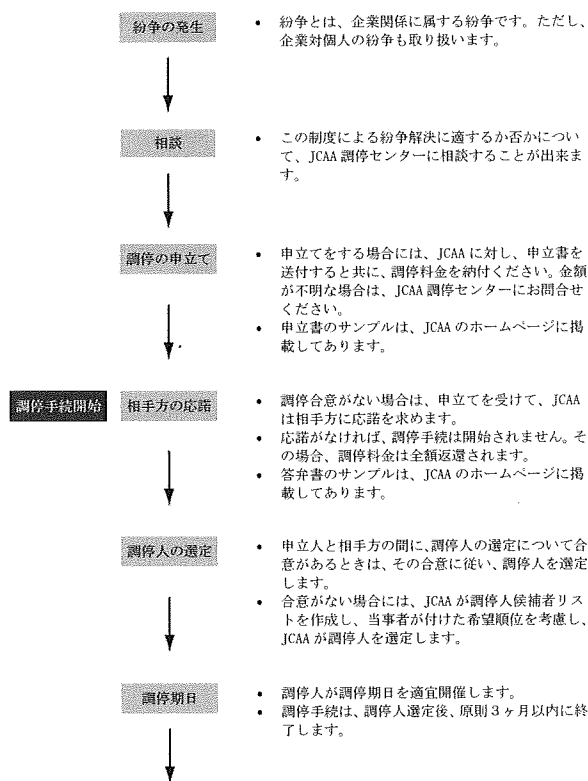 紛争の発生
• 紛争とは、企業関係に属する紛争です。ただし、
企業対個人の紛争も取り扱います。
相談
• この制度による紛争解決に適するか否かについ
て、JCAA 調停センターに相談することが出来ま
す。
調停の申立て
• 申立てをする場合には、JCAA に対し、申立書を
送付すると共に、調停料金を納付ください。金額
が不明な場合は、JCAA 調停センターにお問合せ
ください。
• 申立書のサンプルは、JCAA のホームページに掲
載してあります。
調停手続開始
相手方の応諾
• 調停合意がない場合は、申立てを受けて、JCAA
は相手方に応諾を求めます。
• 応諾がなければ、調停手続は開始されません。そ
の場合、調停料金は全額返還されます。
• 答弁書のサンプルは、JCAA のホームページに掲
載してあります。
調停人の選定
• 申立人と相手方の間に、調停人の選定について合
意があるときは、その合意に従い、調停人を選定
します。
• 合意がない場合には、JCAA が調停人候補者リス
トを作成し、当事者が付けた希望順位を考慮し、
JCAA が調停人を選定します。
調停期日
• 調停人が調停期日を適宜開催します。
• 調停手続は、調停人選定後、原則３ヶ月以内に終
了します。